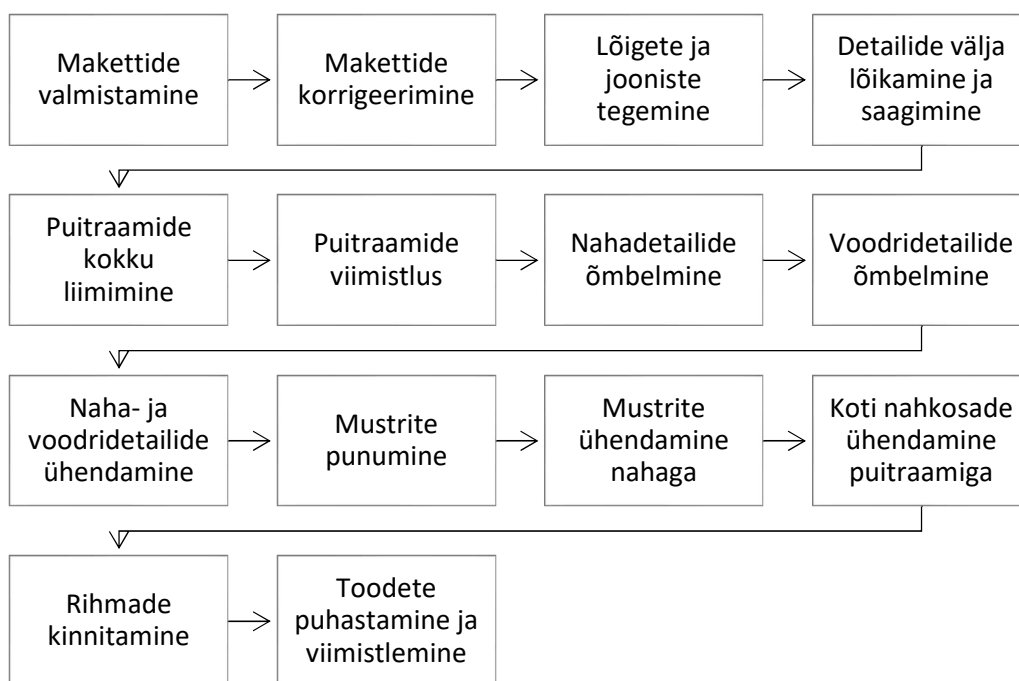 Makettide
valmistamine
Makettide
korrigeerimine
Lõigete ja
jooniste
tegemine
Detailide välja
lõikamine ja
saagimine
Puitraamide
kokku
liimimine
Puitraamide
viimistlus
Nahadetailide
õmbelmine
Voodridetailide
õmbelmine
Naha- ja
voodridetailide
ühendamine
Mustrite
punumine
Mustrite
ühendamine
nahaga
Koti nahkosade
ühendamine
puitraamiga
Rihmade
kinnitamine
Toodete
puhastamine ja
viimistlemine